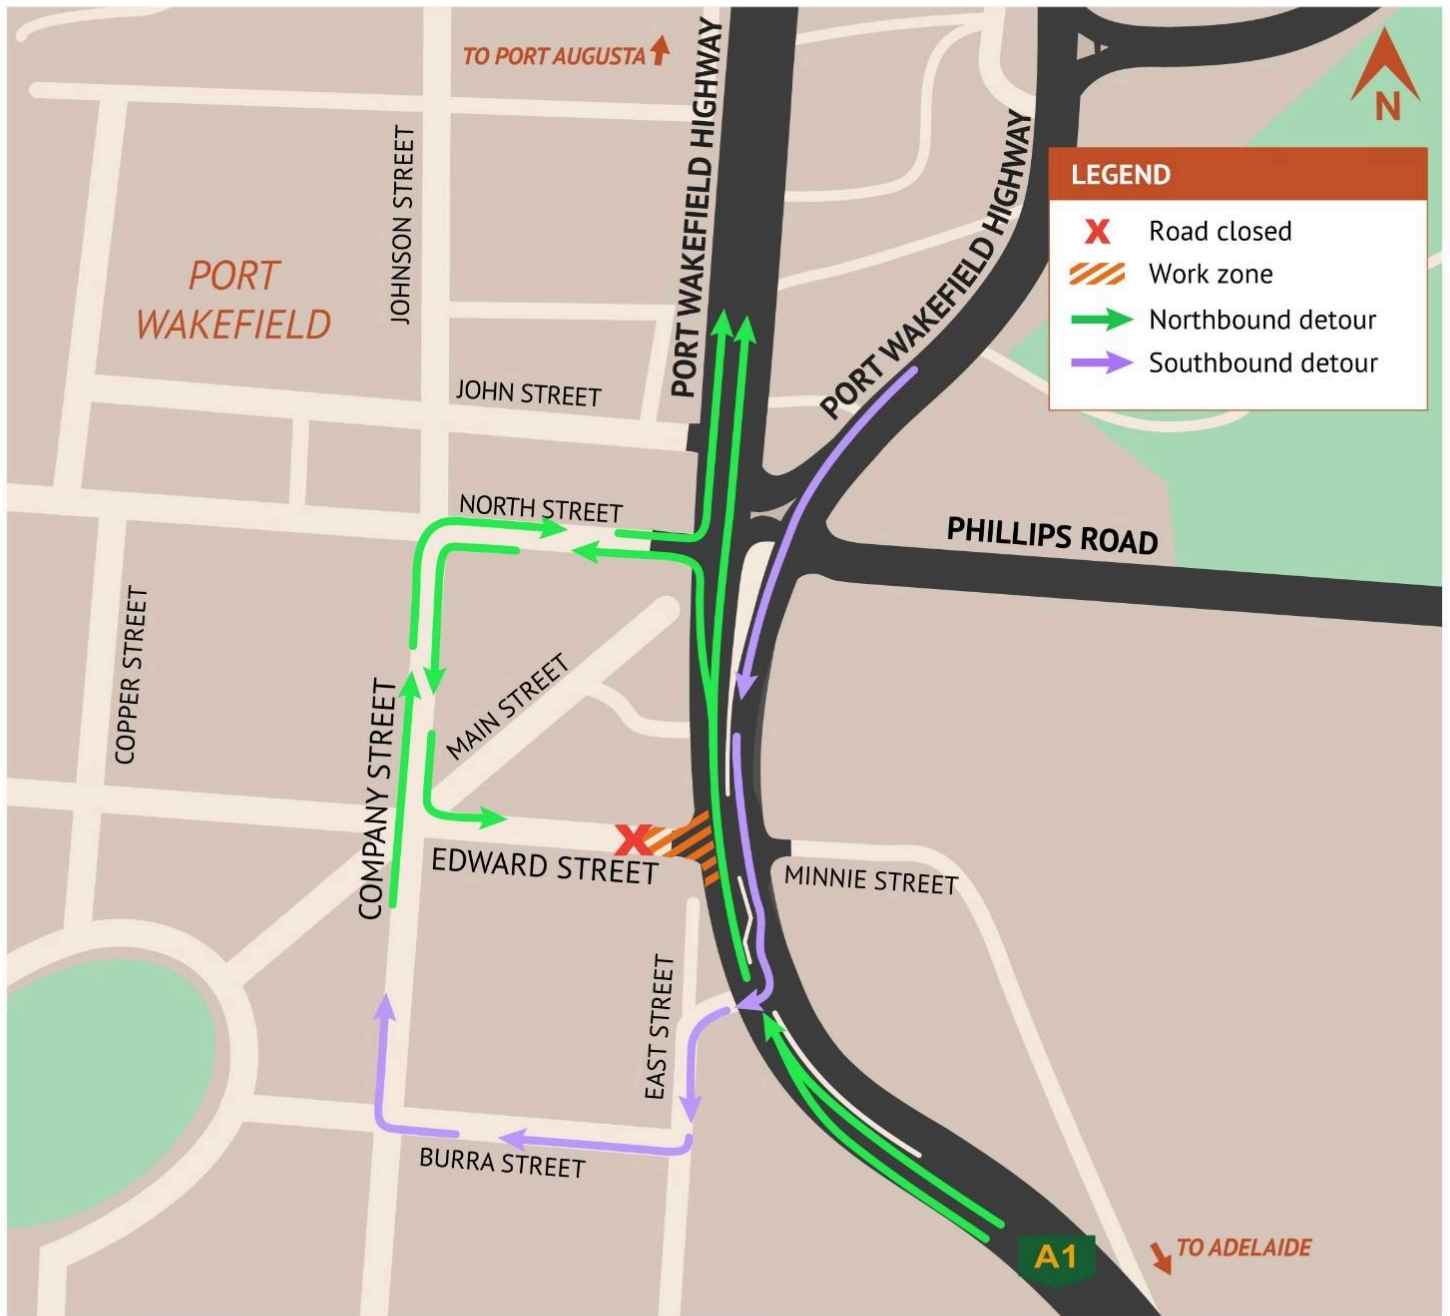 TO PORT AUGUSTA
PORT WAKEFIELD HIGHWAY
N
JOHNSON STREET
PORT WAKEFIELD HIGHWAY
LEGEND
Road closed
Work zone
Northbound detour
Southbound detour
PORT
WAKEFIELD
JOHN STREET
NORTH STREET
PHILLIPS ROAD
COPPER STREET
MAIN STREET
COMPANY STREET
X
EDWARD STREET
MINNIE STREET
EAST STREET
BURRA STREET
A1
TO ADELAIDE